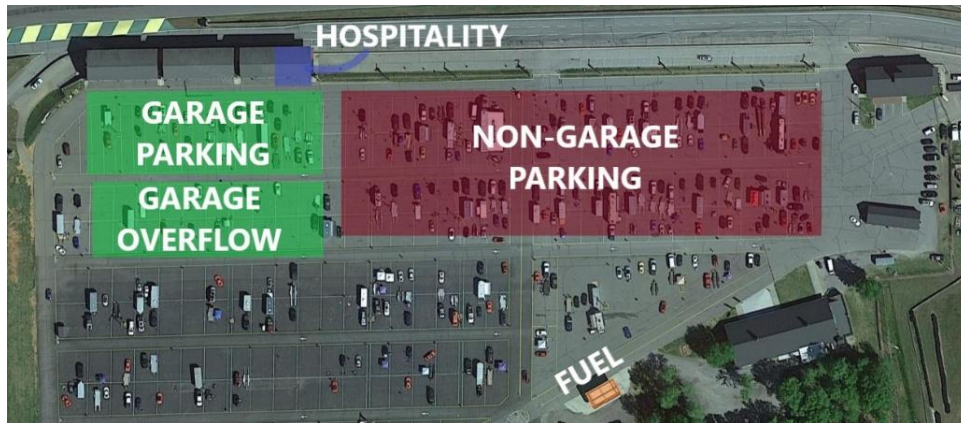 HOSPITALITY
GARAGE
PARKING
NON-GARAGE
PARKING
GARAGE
OVERFLOW
FUEL